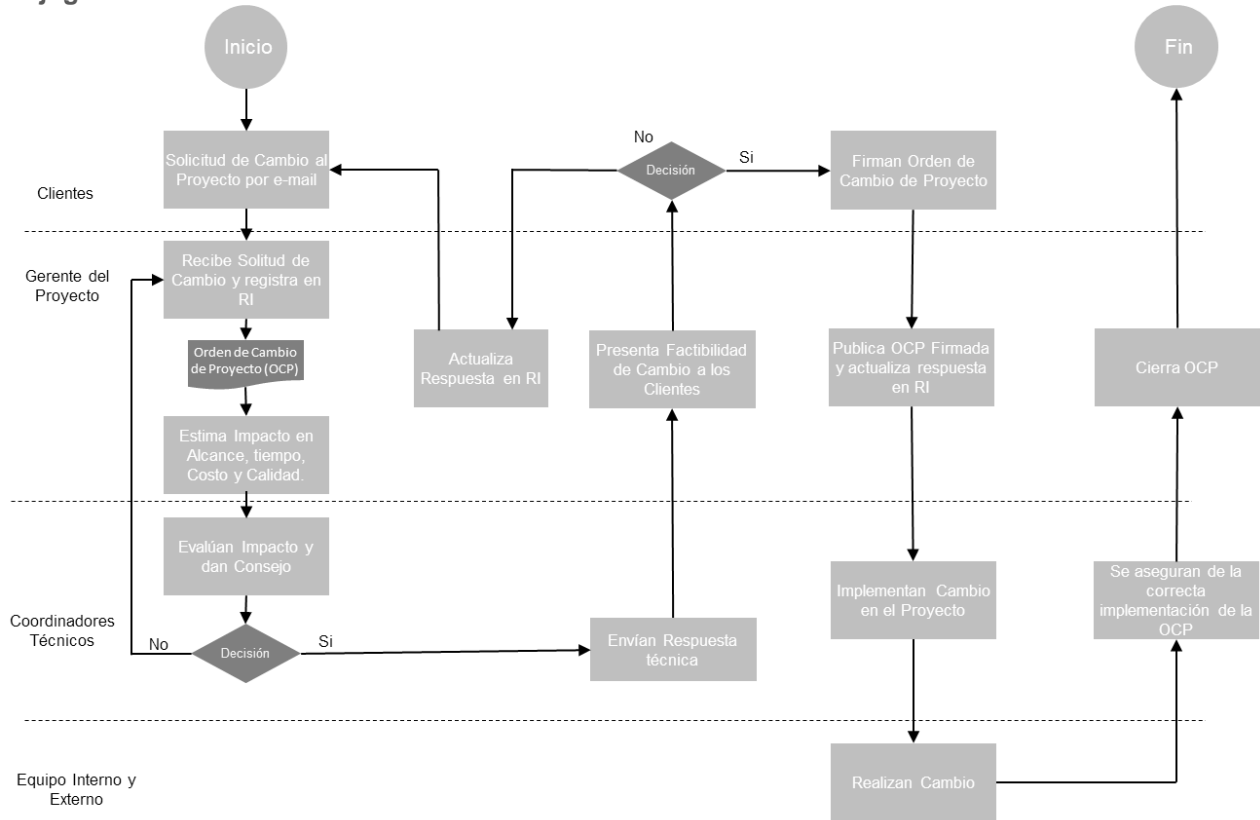 Inicio
Fin
Solicitud de Cambio al
Proyecto por e-mail
No
Decisión
Si
Firman Orden de
Cambio de Proyecto
Clientes
Gerente del
Proyecto
Recibe Solitud de
Cambio y registra en
RI
Orden de Cambio
de Proyecto (OCP)
Estima Impacto en
Alcance, tiempo,
Costo y Calidad.
Actualiza
Respuesta en RI
Presenta Factibilidad
de Cambio a los
Clientes
Publica OCP Firmada
y actualiza respuesta
en RI
Cierra OCP
Coordinadores
Técnicos
Evalúan Impacto y
dan Consejo
No
Decisión
Si
Envían Respuesta
técnica
Implementan Cambio
en el Proyecto
Se aseguran de la
correcta
implementación de la
OCP
Equipo Interno y
Externo
Realizan Cambio